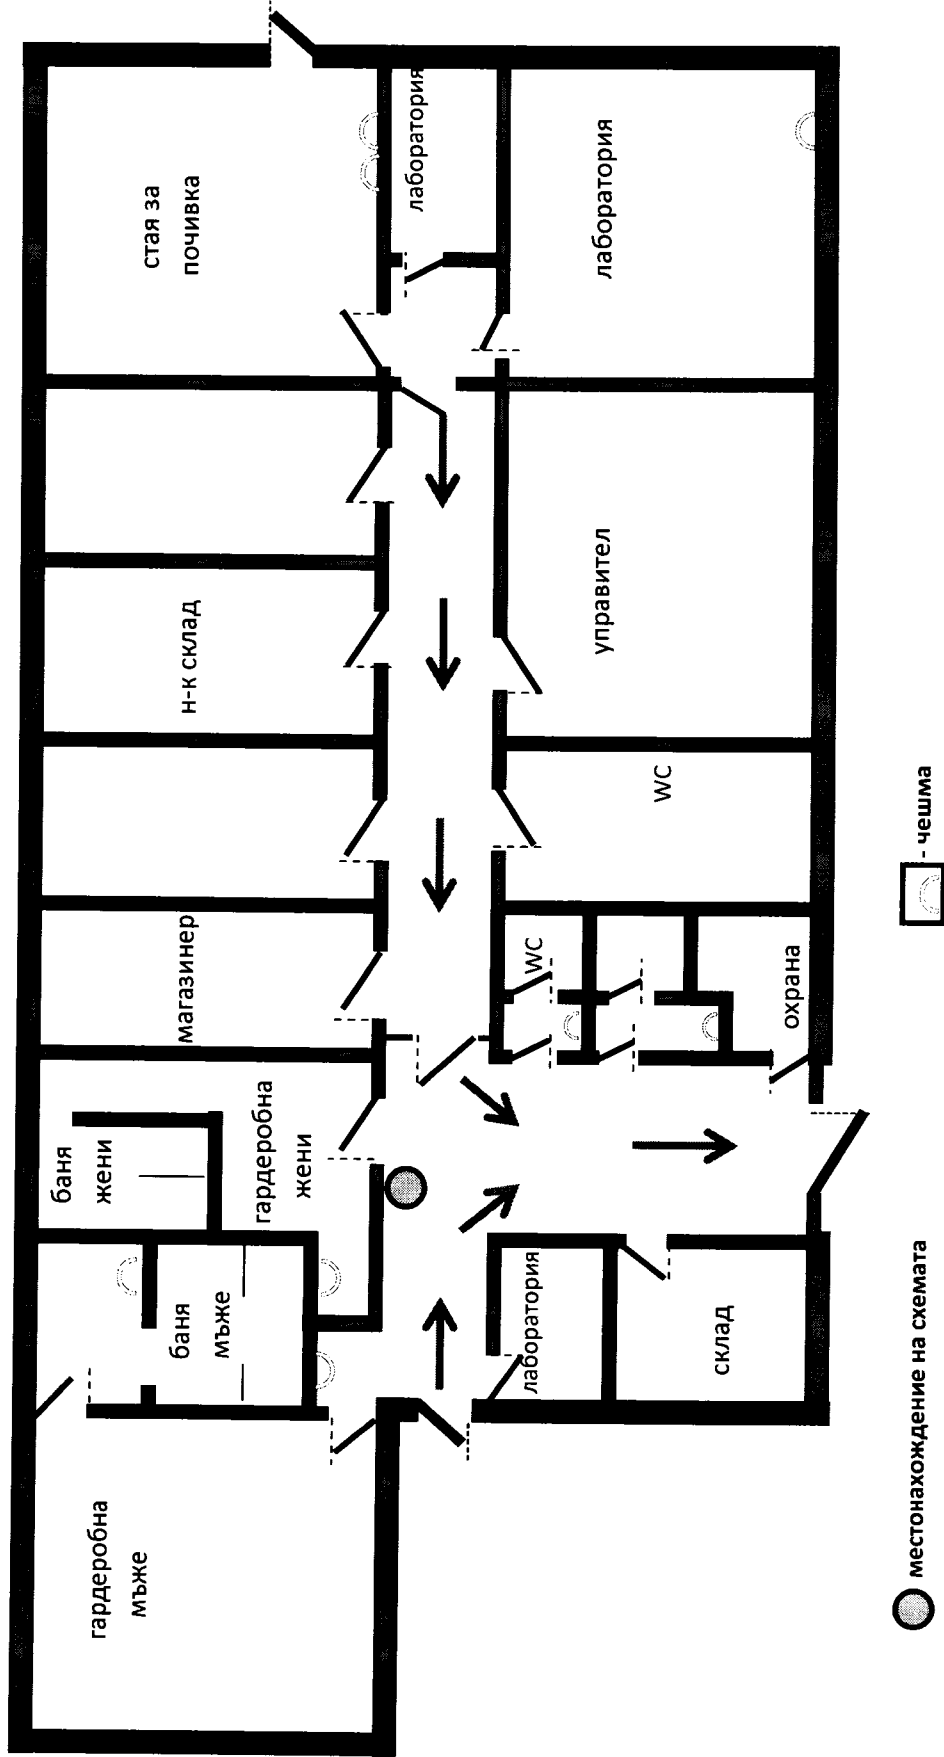 гардеробна
мъже
баня
мъже
баня
жени
гардеробна
жени
магазинер
н-к склад
стая за
почивка
лаборатория
лаборатория
склад
лаборатория
WC
охрана
WC
управител
лаборатория
местонахождение на схемата
- чешма